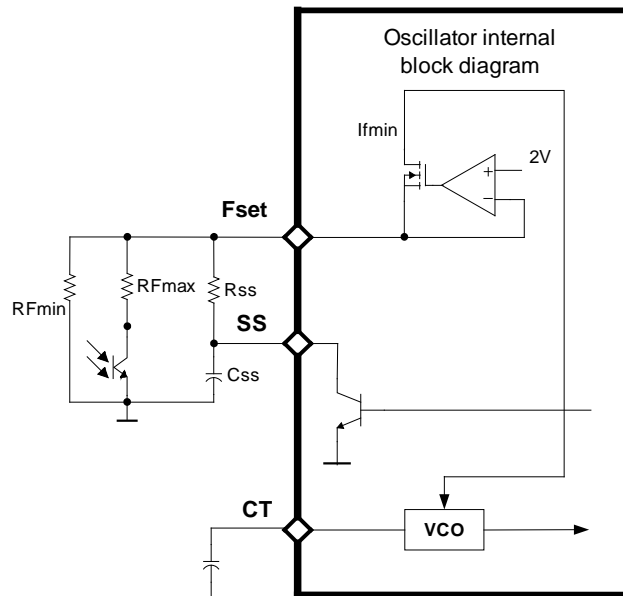 Oscillator internal
block diagram
Ifmin
2V
+
−
Fset
RFmin
RFmax
Rss
SS
Css
CT
VCO